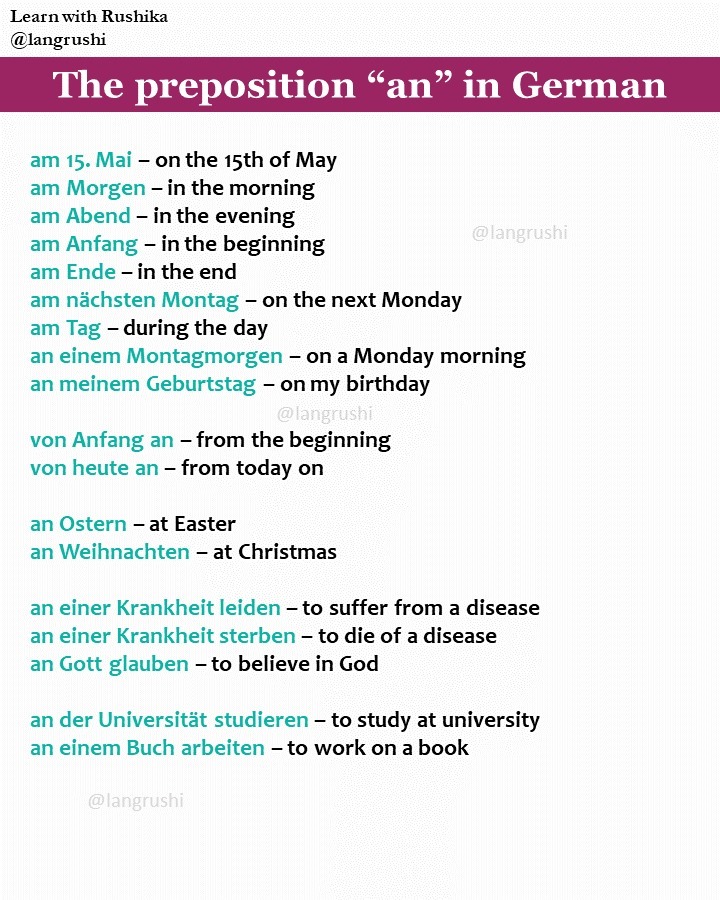 Learn with Rushika
@langrushi
The preposition “an” in German
am 15. Mai – on the 15th of May
am Morgen – in the morning
am Abend – in the evening
@langrushi
am Anfang – in the beginning
am Ende – in the end
am nächsten Montag – on the next Monday
am Tag – during the day
an einem Montagmorgen – on a Monday morning
an meinem Geburtstag – on my birthday
@langrushi
von Anfang an – from the beginning
von heute an – from today on
an Ostern – at Easter
an Weihnachten – at Christmas
an einer Krankheit leiden – to suffer from a disease
an einer Krankheit sterben – to die of a disease
an Gott glauben – to believe in God
an der Universität studieren – to study at university
an einem Buch arbeiten – to work on a book
@langrushi